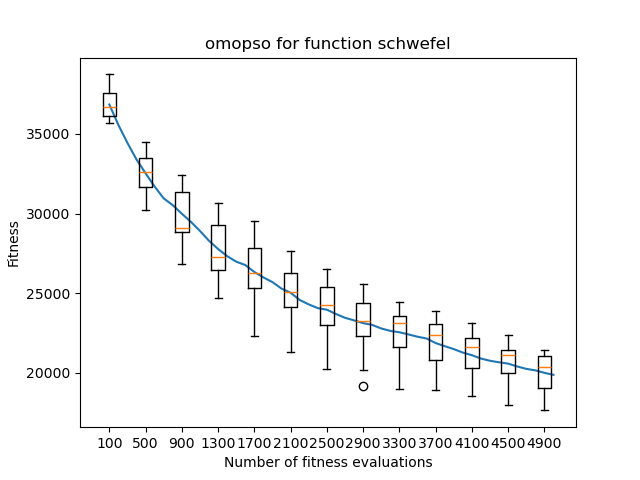 omopso for function schwefel
Fitness
35000
30000
25000
20000
100 500 900 1300 1700 2100 2500 2900 3300 3700 4100 4500 4900
Number of fitness evaluations